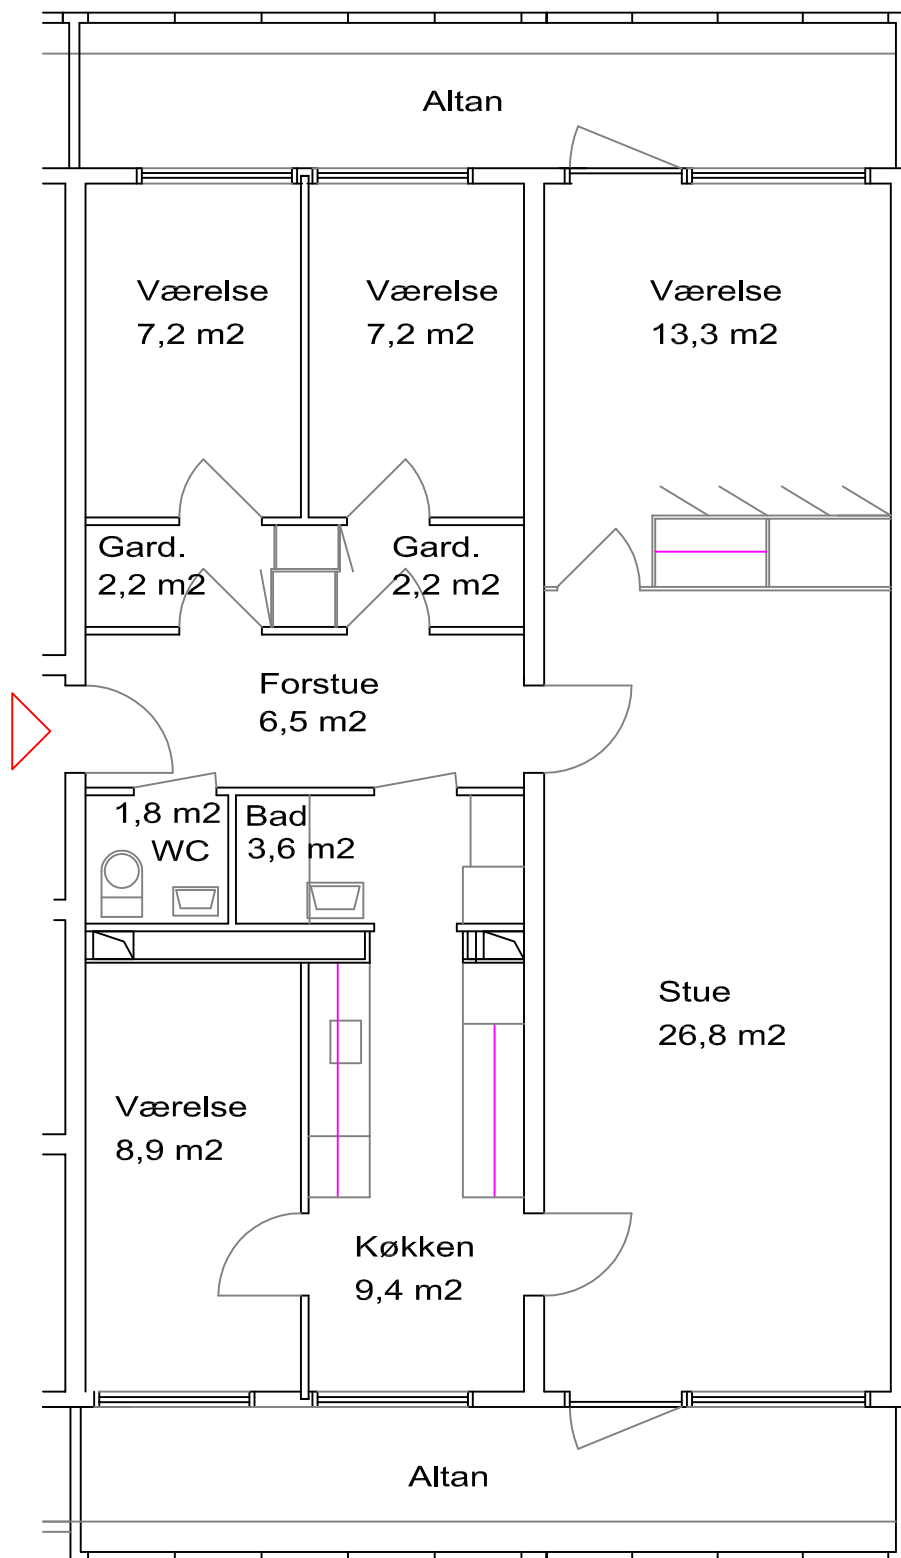 Altan
Værelse
7,2 m2
Værelse
7,2 m2
Værelse
13,3 m2
Gard.
2,2 m2
Gard.
2,2 m2
Forstue
6,5 m2
1,8 m2
WC
Bad
3,6 m2
Stue
26,8 m2
Værelse
8,9 m2
Køkken
9,4 m2
Altan